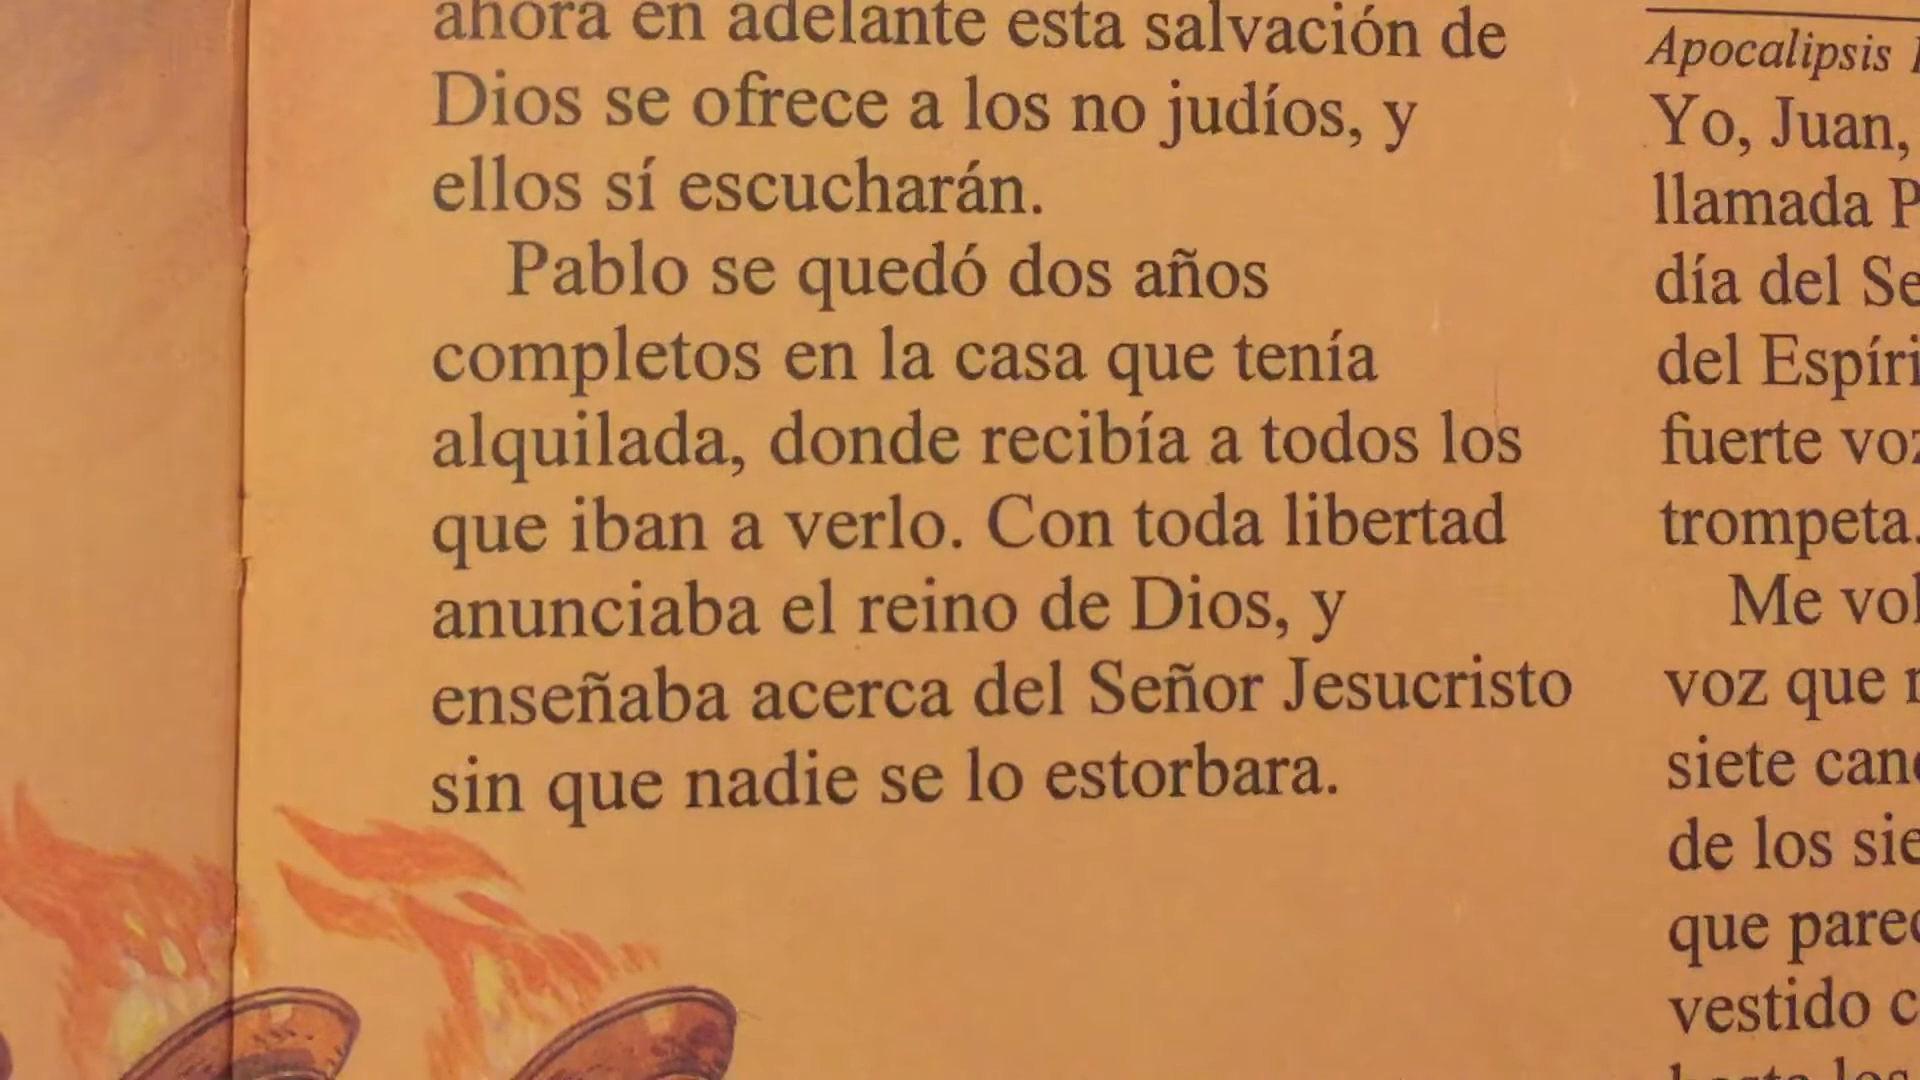 ahora en adelante esta salvación de
Dios se ofrece a los no judíos, y
ellos sí escucharán.
Pablo se quedó dos años
completos en la casa que tenía
alquilada, donde recibía a todos los
que iban a verlo. Con toda libertad
anunciaba el reino de Dios, y
enseñaba acerca del Señor Jesucristo
sin que nadie se lo estorbara.
Apocalipsis
Yo, Juan,
llamada
día del
del
fuerte
trompeta.
Me
voz que
siete
de los
que
vestido